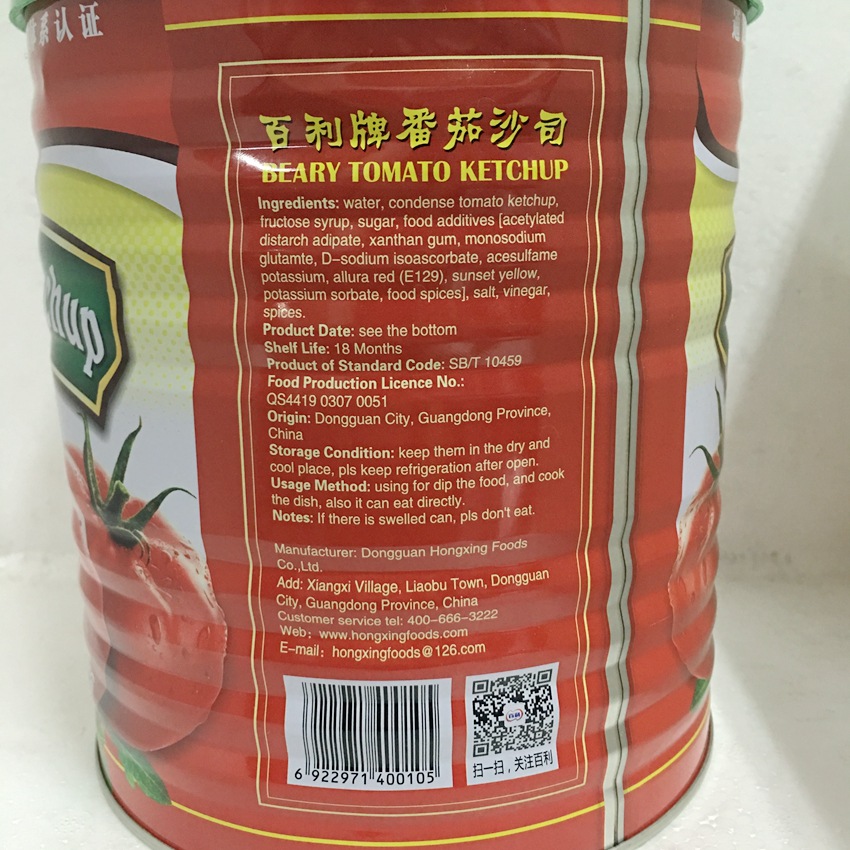 系认证
百利牌番茄沙司
BEARY TOMATO KETCHUP
Ingredients: water, condense tomato ketchup,
fructose syrup, sugar, food additives [acetylated
distarch adipate, xanthan gum, monosodium
glutamte, D-sodium isoascorbate, acesulfame
potassium, allura red (E129), sunset yellow,
potassium sorbate, food spices], salt, vinegar,
spices.
Product Date: see the bottom
Shelf Life: 18 Months
Product of Standard Code: SB/T 10459
Food Production Licence No.:
QS4419 0307 0051
Origin: Dongguan City, Guangdong Province,
China
Storage Condition: keep them in the dry and
cool place, pls keep refrigeration after open.
Usage Method: using for dip the food, and cook
the dish, also it can eat directly.
Notes: If there is swelled can, pls don't eat.
Manufacturer: Dongguan Hongxing Foods
Co.,Ltd.
Add: Xiangxi Village, Liaobu Town, Dongguan
City, Guangdong Province, China
Customer service tel: 400-666-3222
Web: www.hongxingfoods.com
E-mail: hongxingfoods@126.com
6 922971 400105
扫一扫，关注百利
hup